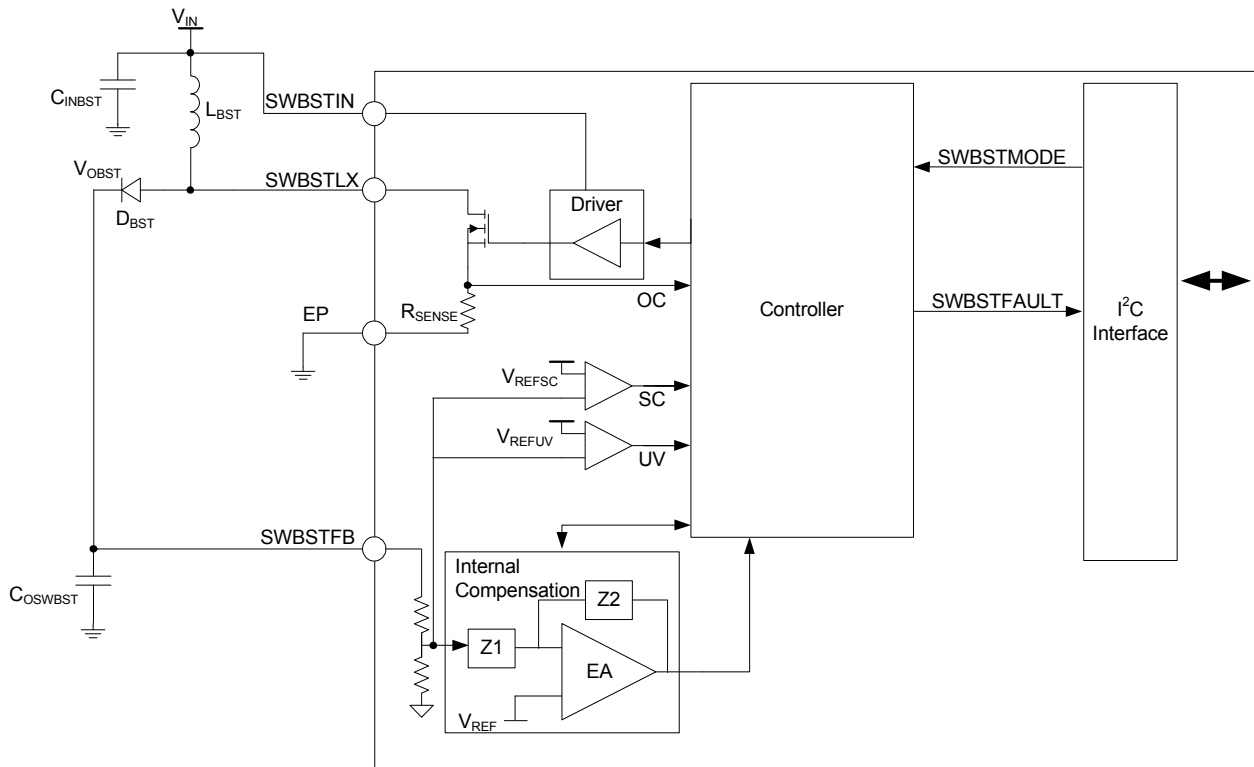 V_IN
C_INBST
L_BST
SWBSTIN
V_OBST
D_BST
SWBSTLX
Driver
SWBSTMODE
OC
Controller
SWBSTFAULT
I²C
Interface
EP
R_SENSE
V_REFSC
SC
V_REFUV
UV
SWBSTFB
C_OSWBST
Internal
Compensation
Z2
Z1
EA
V_REF